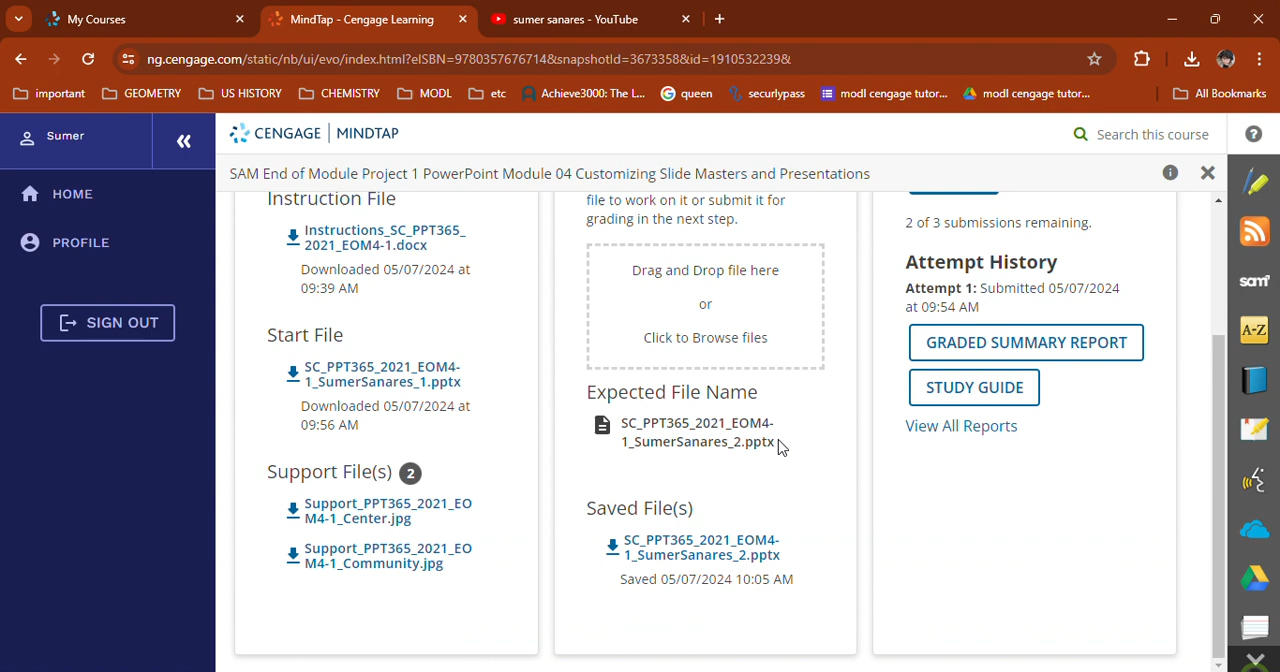 My Courses
MindTap - Cengage Learning
sumer sanares - YouTube
ng.cengage.com/static/nb/ui/evo/index.html?eISBN=9780357676714&snapshotId=3673358&id=1910532239&
important
GEOMETRY
US HISTORY
CHEMISTRY
MODL
etc
Achieve3000: The L...
queen
securlypass
modl cengage tutor...
modl cengage tutor...
All Bookmarks
Sumer
«
CENGAGE | MINDTAP
Search this course
?
HOME
PROFILE
SIGN OUT
SAM End of Module Project 1 PowerPoint Module 04 Customizing Slide Masters and Presentations
Instruction File
Instructions_SC_PPT365_
2021_EOM4-1.docx
Downloaded 05/07/2024 at
09:39 AM
Start File
SC_PPT365_2021_EOM4-
1_SumerSanares_1.pptx
Downloaded 05/07/2024 at
09:56 AM
Support File(s) 2
Support_PPT365_2021_EO
M4-1_Center.jpg
Support_PPT365_2021_EO
M4-1_Community.jpg
file to work on it or submit it for
grading in the next step.
Drag and Drop file here
or
Click to Browse files
Expected File Name
SC_PPT365_2021_EOM4-
1_SumerSanares_2.pptx
Saved File(s)
SC_PPT365_2021_EOM4-
1_SumerSanares_2.pptx
Saved 05/07/2024 10:05 AM
2 of 3 submissions remaining.
Attempt History
Attempt 1: Submitted 05/07/2024
at 09:54 AM
GRADED SUMMARY REPORT
STUDY GUIDE
View All Reports
sam
A-Z